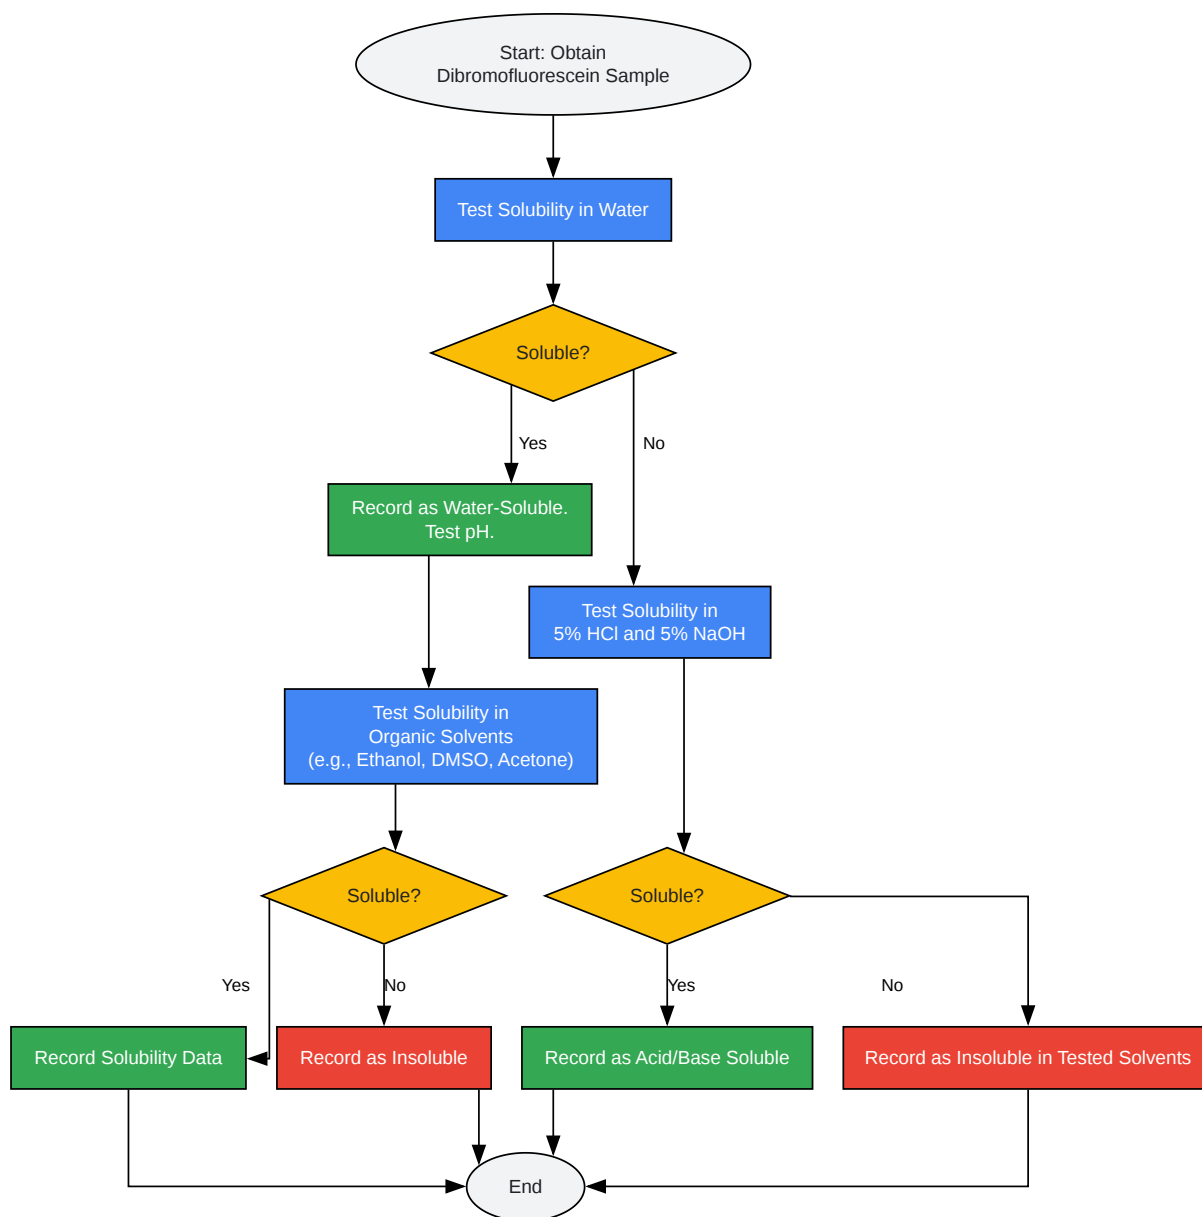 Start: Obtain
Dibromofluorescein Sample
Test Solubility in Water
Soluble?
Yes
No
Record as Water-Soluble.
Test pH.
Test Solubility in
5% HCl and 5% NaOH
Test Solubility in
Organic Solvents
(e.g., Ethanol, DMSO, Acetone)
Soluble?
Soluble?
Yes
No
Yes
No
Record Solubility Data
Record as Insoluble
Record as Acid/Base Soluble
Record as Insoluble in Tested Solvents
End